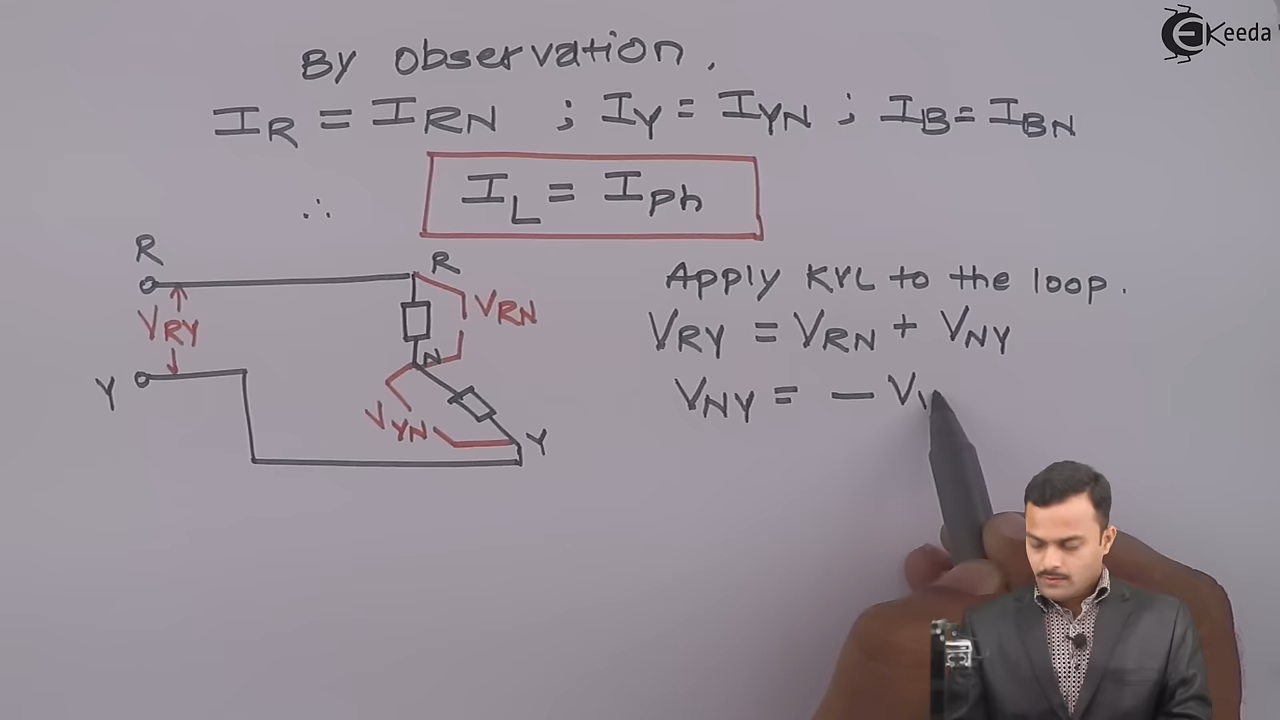 EKeeda
By observation.
IR = IRN ; IY = IYN ; IB = IBN
∴ IL = IPh
R
R
VRN
VRY
N
Y
VYN
Y
Apply KVL to the loop.
VRY = VRN + VNY
VNY = - V